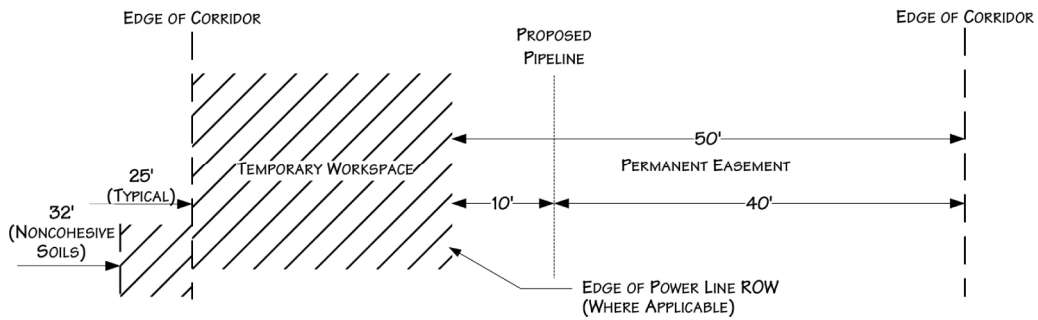 EDGE OF CORRIDOR
EDGE OF CORRIDOR
PROPOSED
PIPELINE
50'
TEMPORARY WORKSPACE
PERMANENT EASEMENT
25'
(TYPICAL)
10'
40'
32'
(NONCOHESIVE
SOILS)
EDGE OF POWER LINE ROW
(WHERE APPLICABLE)